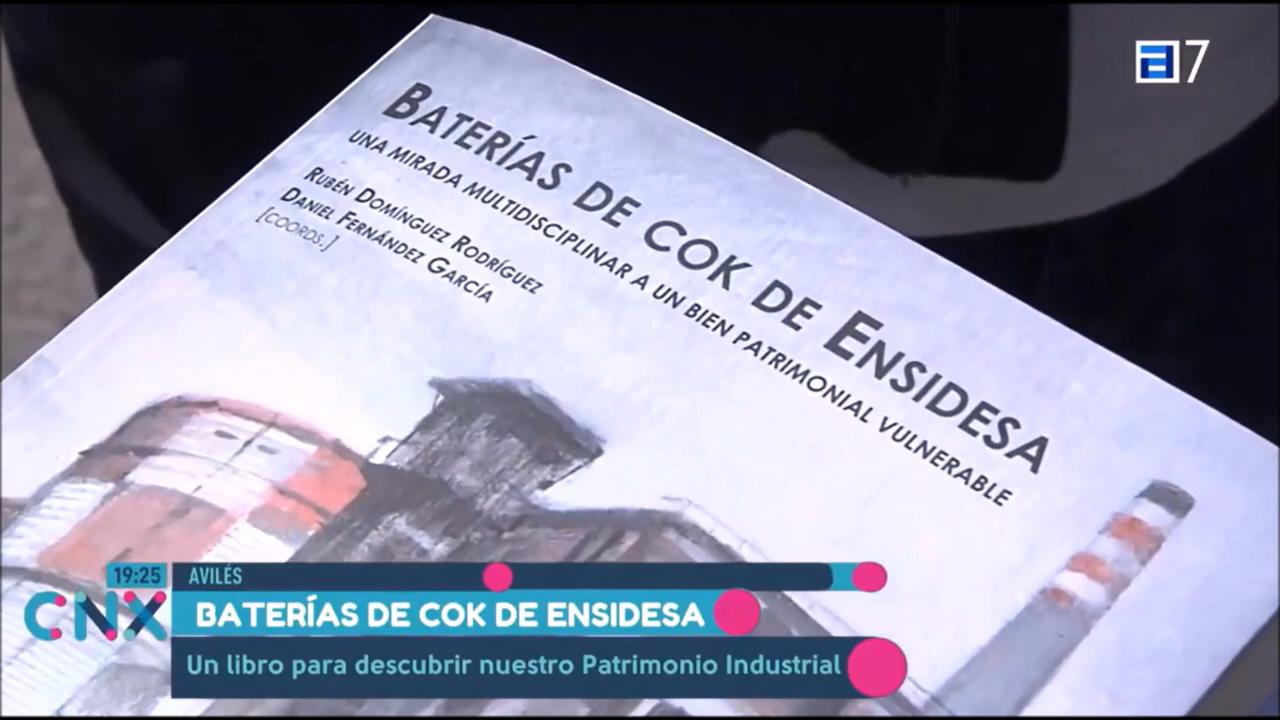 a7
BATERÍAS DE COK DE ENSIDESA
UNA MIRADA MULTIDISCIPLINAR A UN BIEN PATRIMONIAL VULNERABLE
RUBÉN DOMÍNGUEZ RODRÍGUEZ
DANIEL FERNÁNDEZ GARCÍA
[COORDS.]
19:25
AVILÉS
CNX
BATERÍAS DE COK DE ENSIDESA
Un libro para descubrir nuestro Patrimonio Industrial